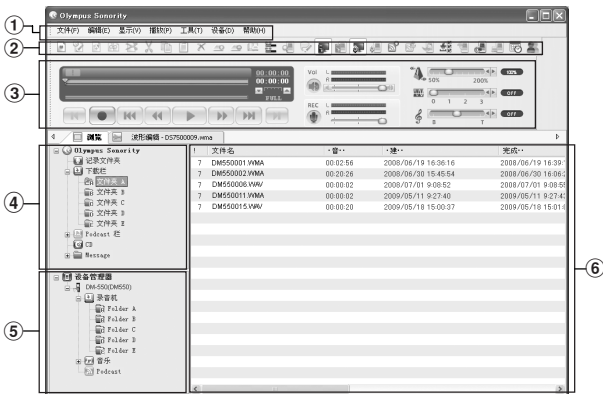 Olympus Sonority
① 文件(F) 编辑(E) 显示(V) 播放(P) 工具(T) 设备(D) 帮助(H)
②
③
00:00:00
00:00:00
FULL
Vol L R
REC L R
50% 200%
OFF
0 1 2 3
OFF
B T
浏览 波形编辑 - DS7500009.wma
④
Olympus Sonority
记录文件夹
下载栏
文件夹 A
文件夹 B
文件夹 C
文件夹 D
文件夹 E
Podcast 栏
CD
Message
⑤
设备管理器
DM-550(DM550)
录音机
Folder A
Folder B
Folder C
Folder D
Folder E
音乐
Podcast
⑥
! 文件名 ·音·· ·建·· 完成··
7 DM550001.WMA 00:02:56 2008/06/19 16:36:16 2008/06/19 16:39:
7 DM550002.WMA 00:20:26 2008/06/30 15:45:54 2008/06/30 16:06:
7 DM550006.WAV 00:00:02 2008/07/01 9:08:52 2008/07/01 9:08:5
7 DM550011.WMA 00:00:02 2009/05/11 9:27:40 2009/05/11 9:27:4
7 DM550015.WAV 00:00:20 2009/05/18 15:00:37 2009/05/18 15:01: